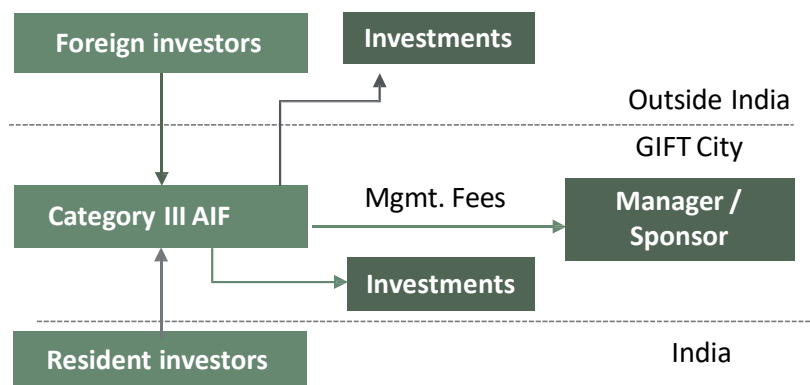 Foreign investors
Investments
Outside India
GIFT City
Category III AIF
Mgmt. Fees
Manager /
Sponsor
Investments
Resident investors
India